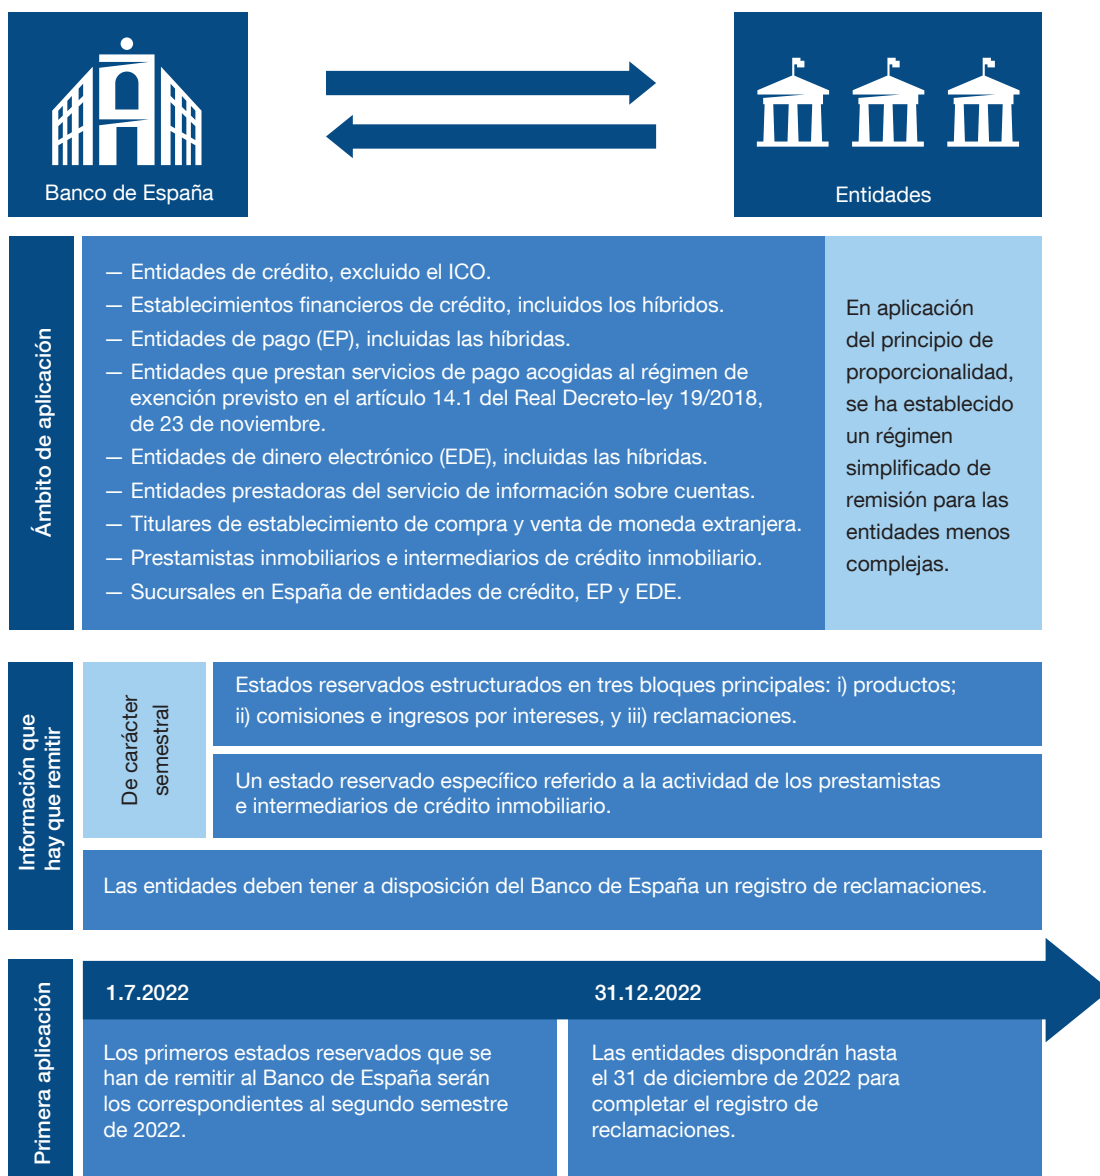 Banco de España
Entidades
Ámbito de aplicación
— Entidades de crédito, excluido el ICO.
— Establecimientos financieros de crédito, incluidos los híbridos.
— Entidades de pago (EP), incluidas las híbridas.
— Entidades que prestan servicios de pago acogidas al régimen de
exención previsto en el artículo 14.1 del Real Decreto-ley 19/2018,
de 23 de noviembre.
— Entidades de dinero electrónico (EDE), incluidas las híbridas.
— Entidades prestadoras del servicio de información sobre cuentas.
— Titulares de establecimiento de compra y venta de moneda extranjera.
— Prestamistas inmobiliarios e intermediarios de crédito inmobiliario.
— Sucursales en España de entidades de crédito, EP y EDE.
En aplicación
del principio de
proporcionalidad,
se ha establecido
un régimen
simplificado de
remisión para las
entidades menos
complejas.
Información que
hay que remitir
De carácter
semestral
Estados reservados estructurados en tres bloques principales: i) productos;
ii) comisiones e ingresos por intereses, y iii) reclamaciones.
Un estado reservado específico referido a la actividad de los prestamistas
e intermediarios de crédito inmobiliario.
Las entidades deben tener a disposición del Banco de España un registro de reclamaciones.
Primera aplicación
1.7.2022
Los primeros estados reservados que se
han de remitir al Banco de España serán
los correspondientes al segundo semestre
de 2022.
31.12.2022
Las entidades dispondrán hasta
el 31 de diciembre de 2022 para
completar el registro de
reclamaciones.